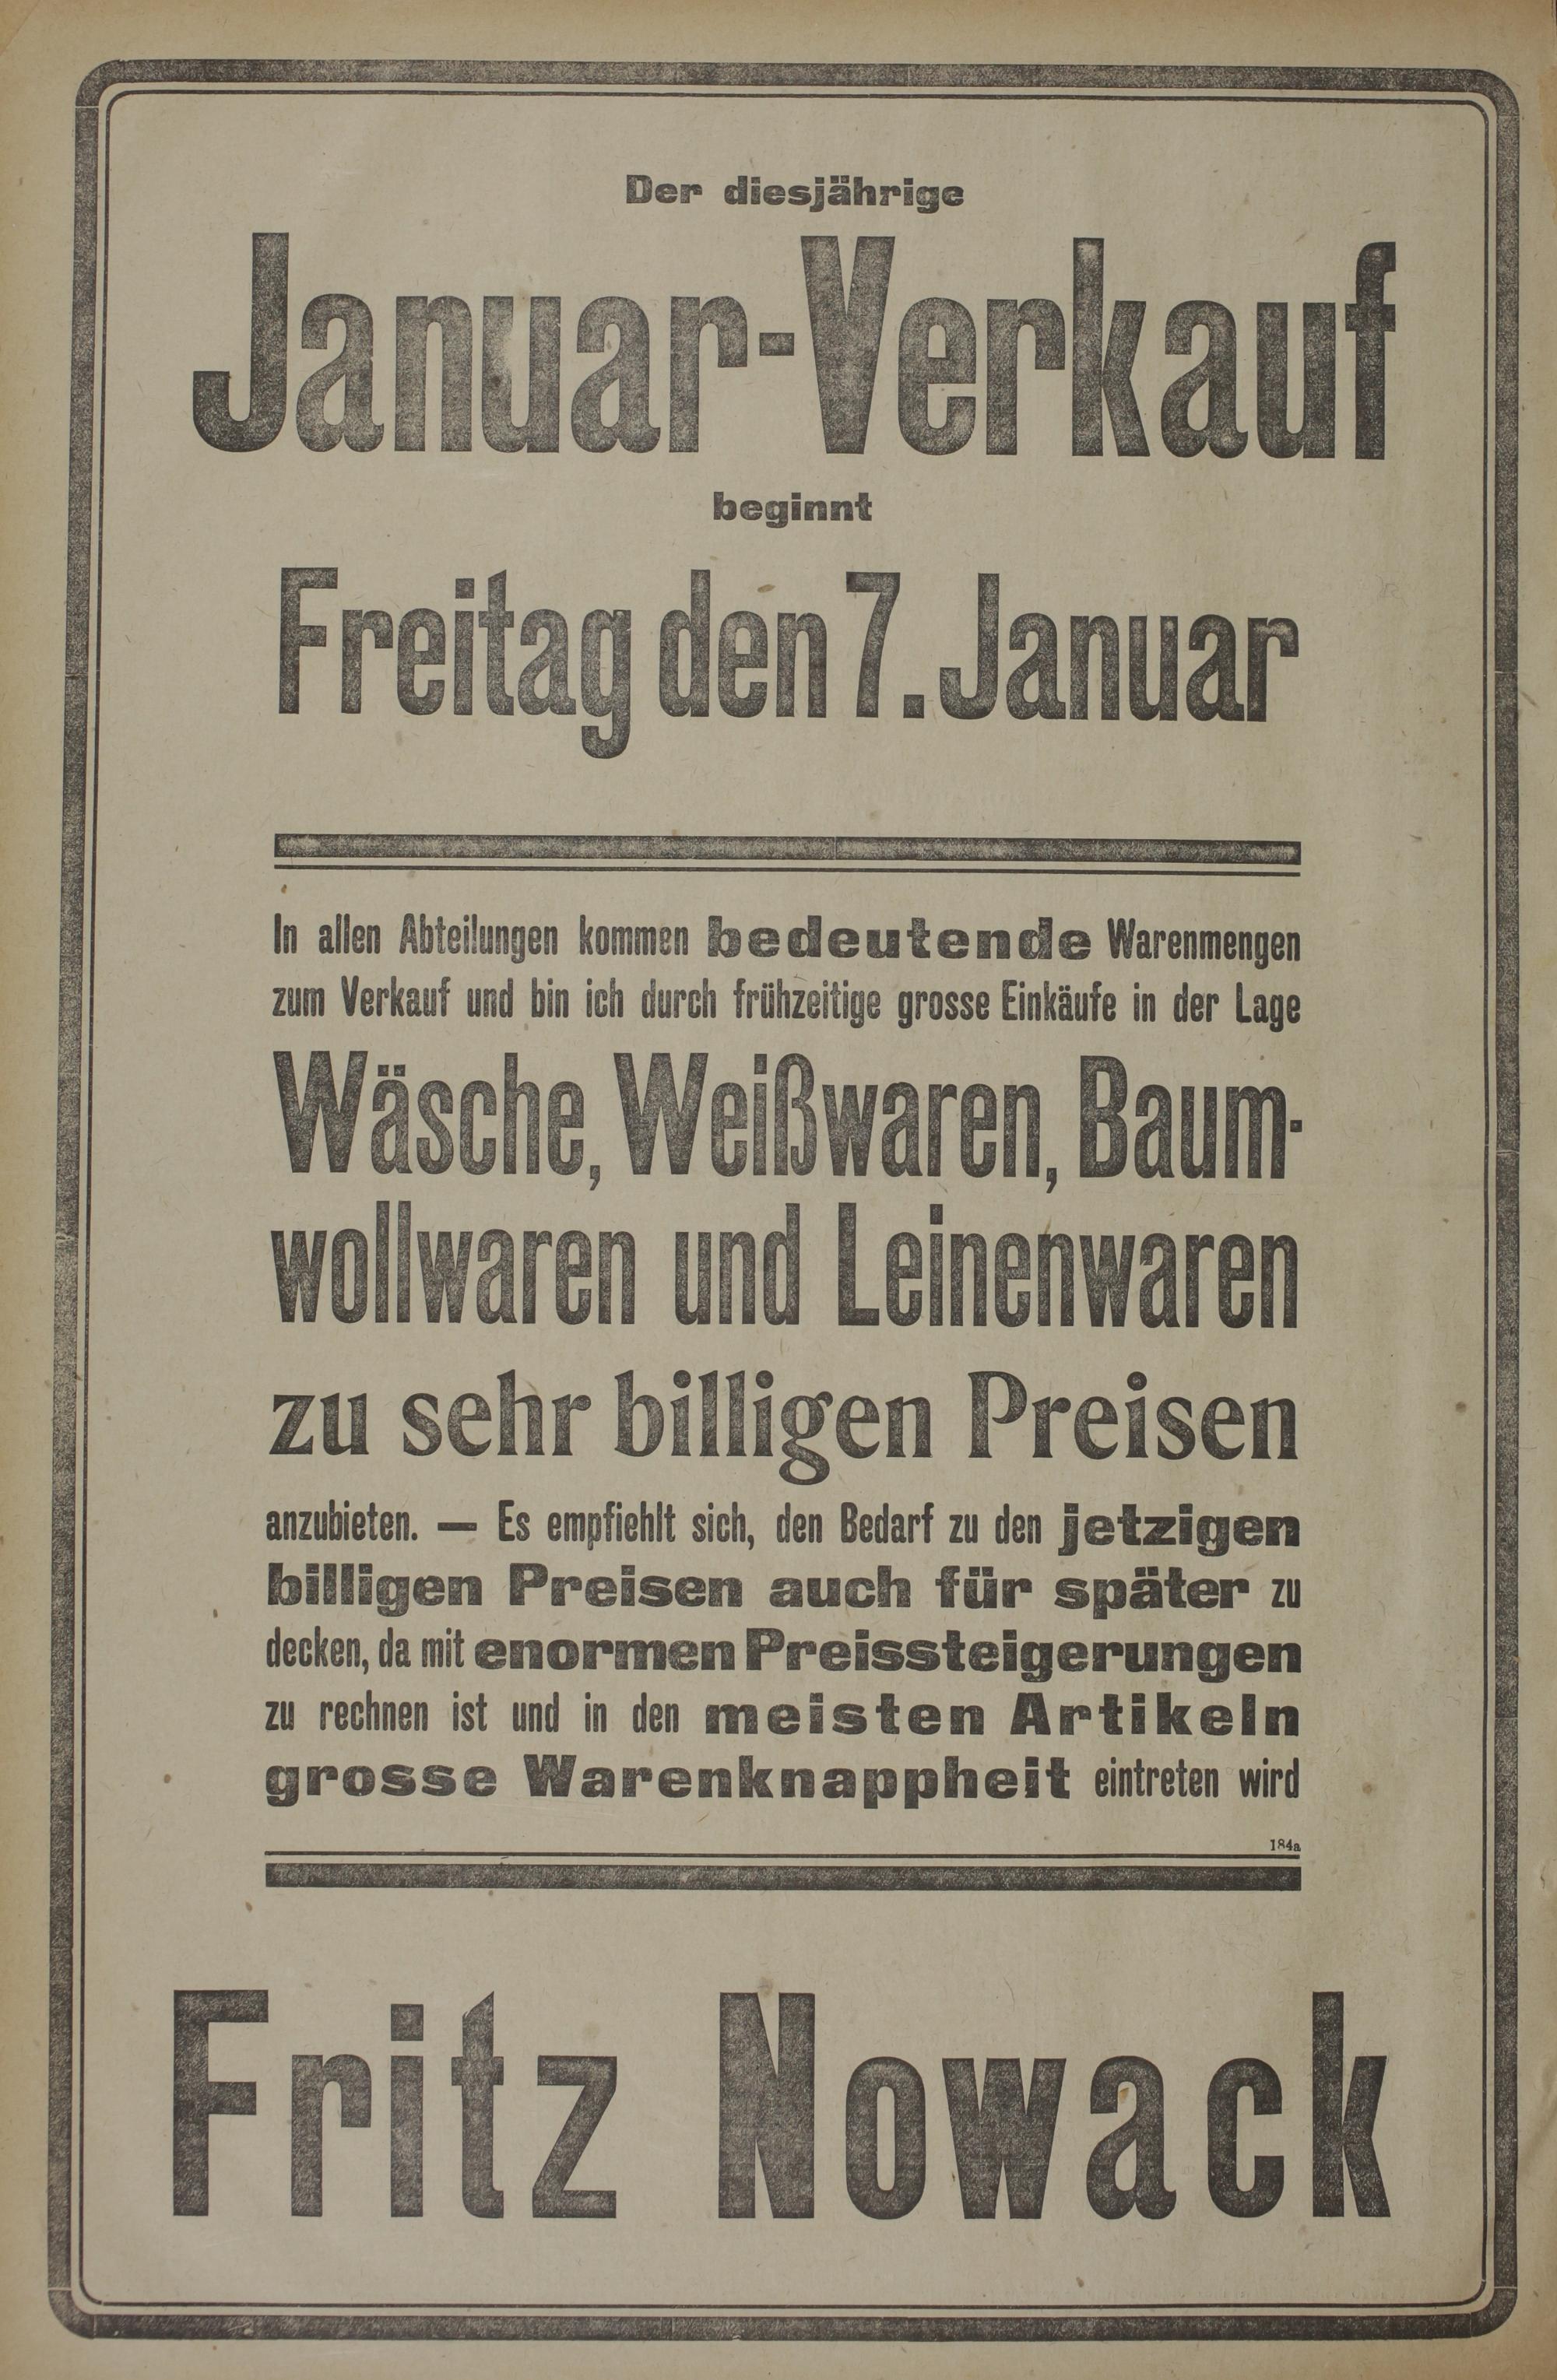 Der diesjährige
Januar-Verkauf
beginnt
Freitag den 7. Januar
In allen Abteilungen kommen bedeutende Warenmengen
zum Verkauf und bin ich durch frühzeitige grosse Einkäufe in der Lage
Wäsche, Weißwaren, Baum-
wollwaren und Leinenwaren
zu sehr billigen Preisen
anzubieten. — Es empfiehlt sich, den Bedarf zu den jetzigen
billigen Preisen auch für später zu
decken, da mit enormen Preissteigerungen
zu rechnen ist und in den meisten Artikeln
grosse Warenknappheit eintreten wird
184a
Fritz Nowack